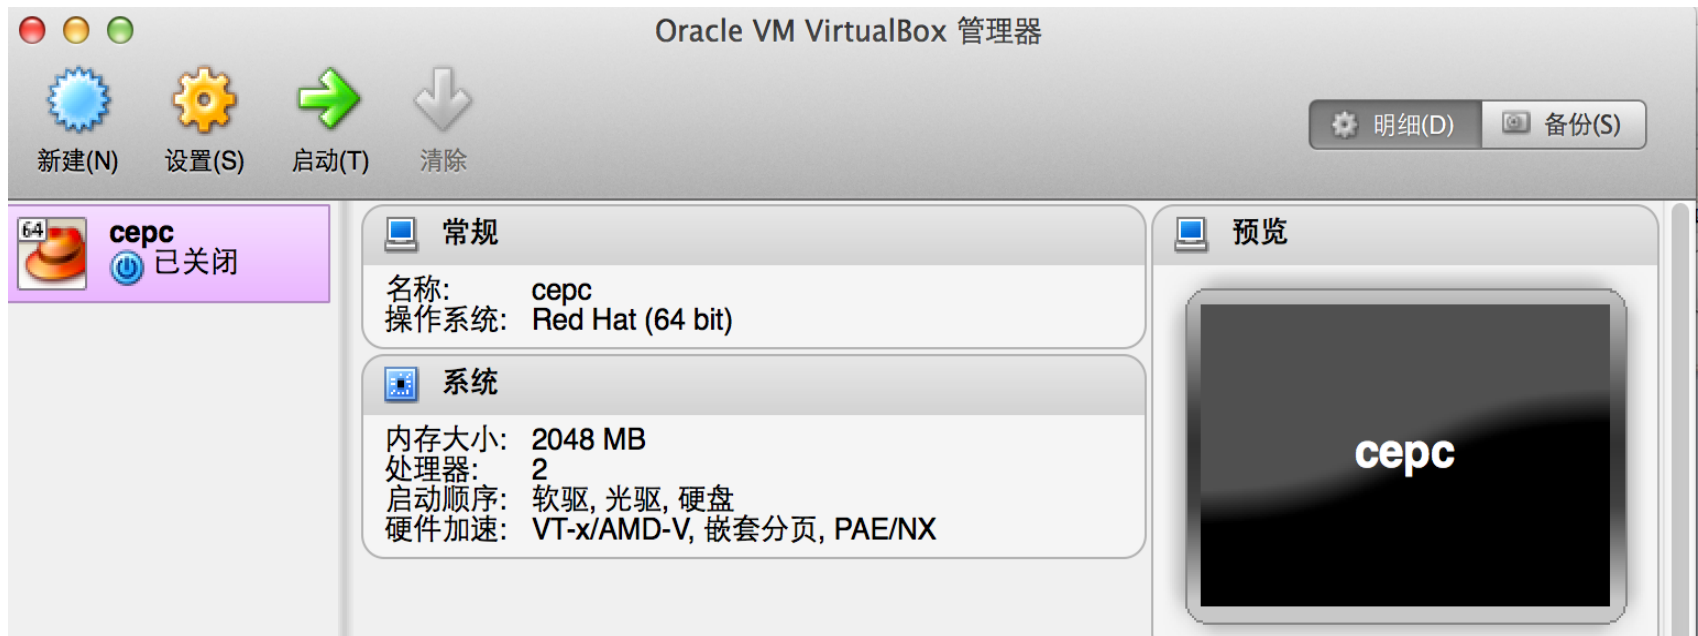 Oracle VM VirtualBox 管理器
新建(N)
设置(S)
启动(T)
清除
明细(D)
备份(S)
64
cepc
已关闭
常规
名称: cepc
操作系统: Red Hat (64 bit)
系统
内存大小: 2048 MB
处理器: 2
启动顺序: 软驱, 光驱, 硬盘
硬件加速: VT-x/AMD-V, 嵌套分页, PAE/NX
预览
cepc